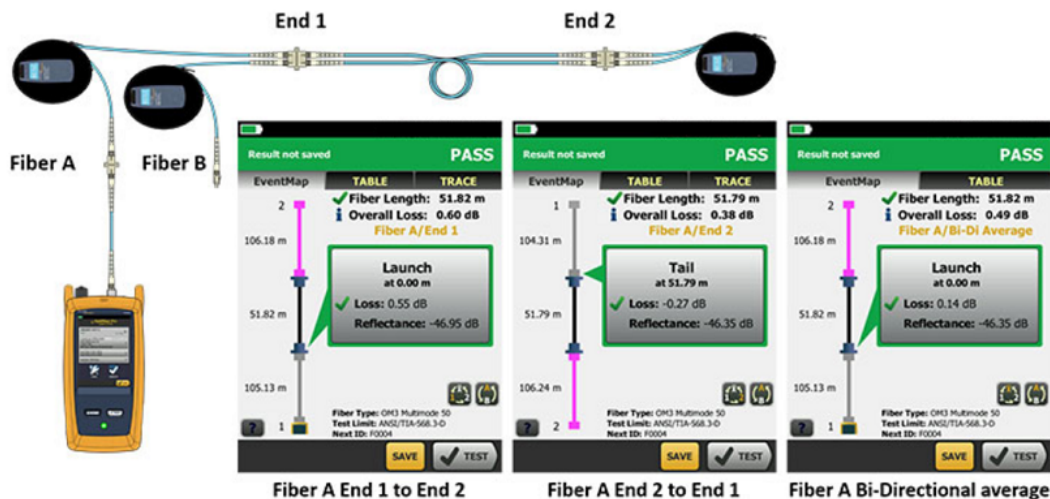 End 1
End 2
Fiber A
Fiber B
Result not saved
PASS
EventMap
TABLE
TRACE
Fiber Length: 51.82 m
Overall Loss: 0.60 dB
Fiber A/End 1
2
106.18 m
Launch
at 0.00 m
Loss: 0.55 dB
Reflectance: -46.95 dB
51.82 m
105.13 m
1
Fiber Type: OM3 Multimode 50
Test Limit: ANSI/TIA-568.3-D
Next ID: F0004
?
SAVE
TEST
Fiber A End 1 to End 2
Result not saved
PASS
EventMap
TABLE
TRACE
Fiber Length: 51.79 m
Overall Loss: 0.38 dB
Fiber A/End 2
1
104.31 m
Tail
at 51.79 m
Loss: -0.27 dB
Reflectance: -46.35 dB
51.79 m
106.24 m
2
Fiber Type: OM3 Multimode 50
Test Limit: ANSI/TIA-568.3-D
Next ID: F0004
?
SAVE
TEST
Fiber A End 2 to End 1
Result not saved
PASS
EventMap
TABLE
Fiber Length: 51.82 m
Overall Loss: 0.49 dB
Fiber A/Bi-Di Average
2
106.18 m
Launch
at 0.00 m
Loss: 0.14 dB
Reflectance: -46.35 dB
51.82 m
105.13 m
1
Fiber Type: OM3 Multimode 50
Test Limit: ANSI/TIA-568.3-D
Next ID: F0004
?
SAVE
TEST
Fiber A Bi-Directional average